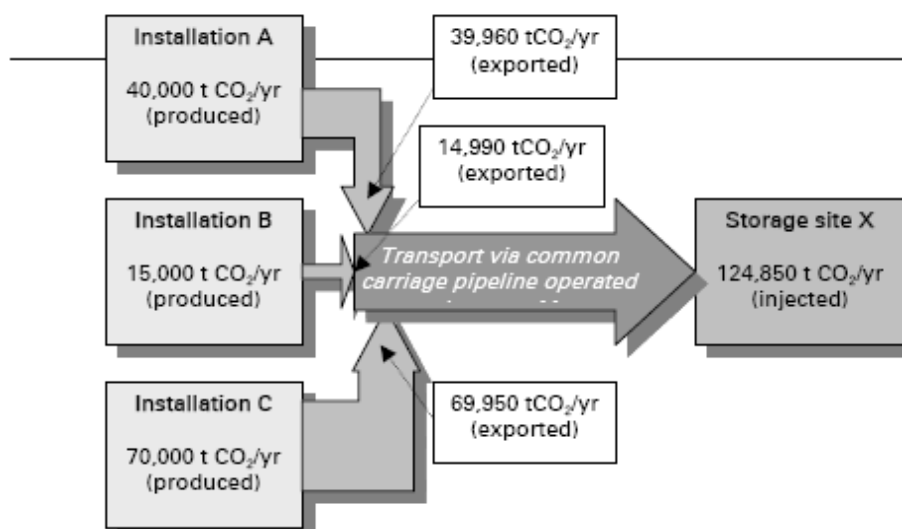 Installation A
40,000 t CO₂/yr
(produced)
39,960 tCO₂/yr
(exported)
14,990 tCO₂/yr
(exported)
Installation B
15,000 t CO₂/yr
(produced)
Transport via common
carriage pipeline operated
Storage site X
124,850 t CO₂/yr
(injected)
Installation C
70,000 t CO₂/yr
(produced)
69,950 tCO₂/yr
(exported)